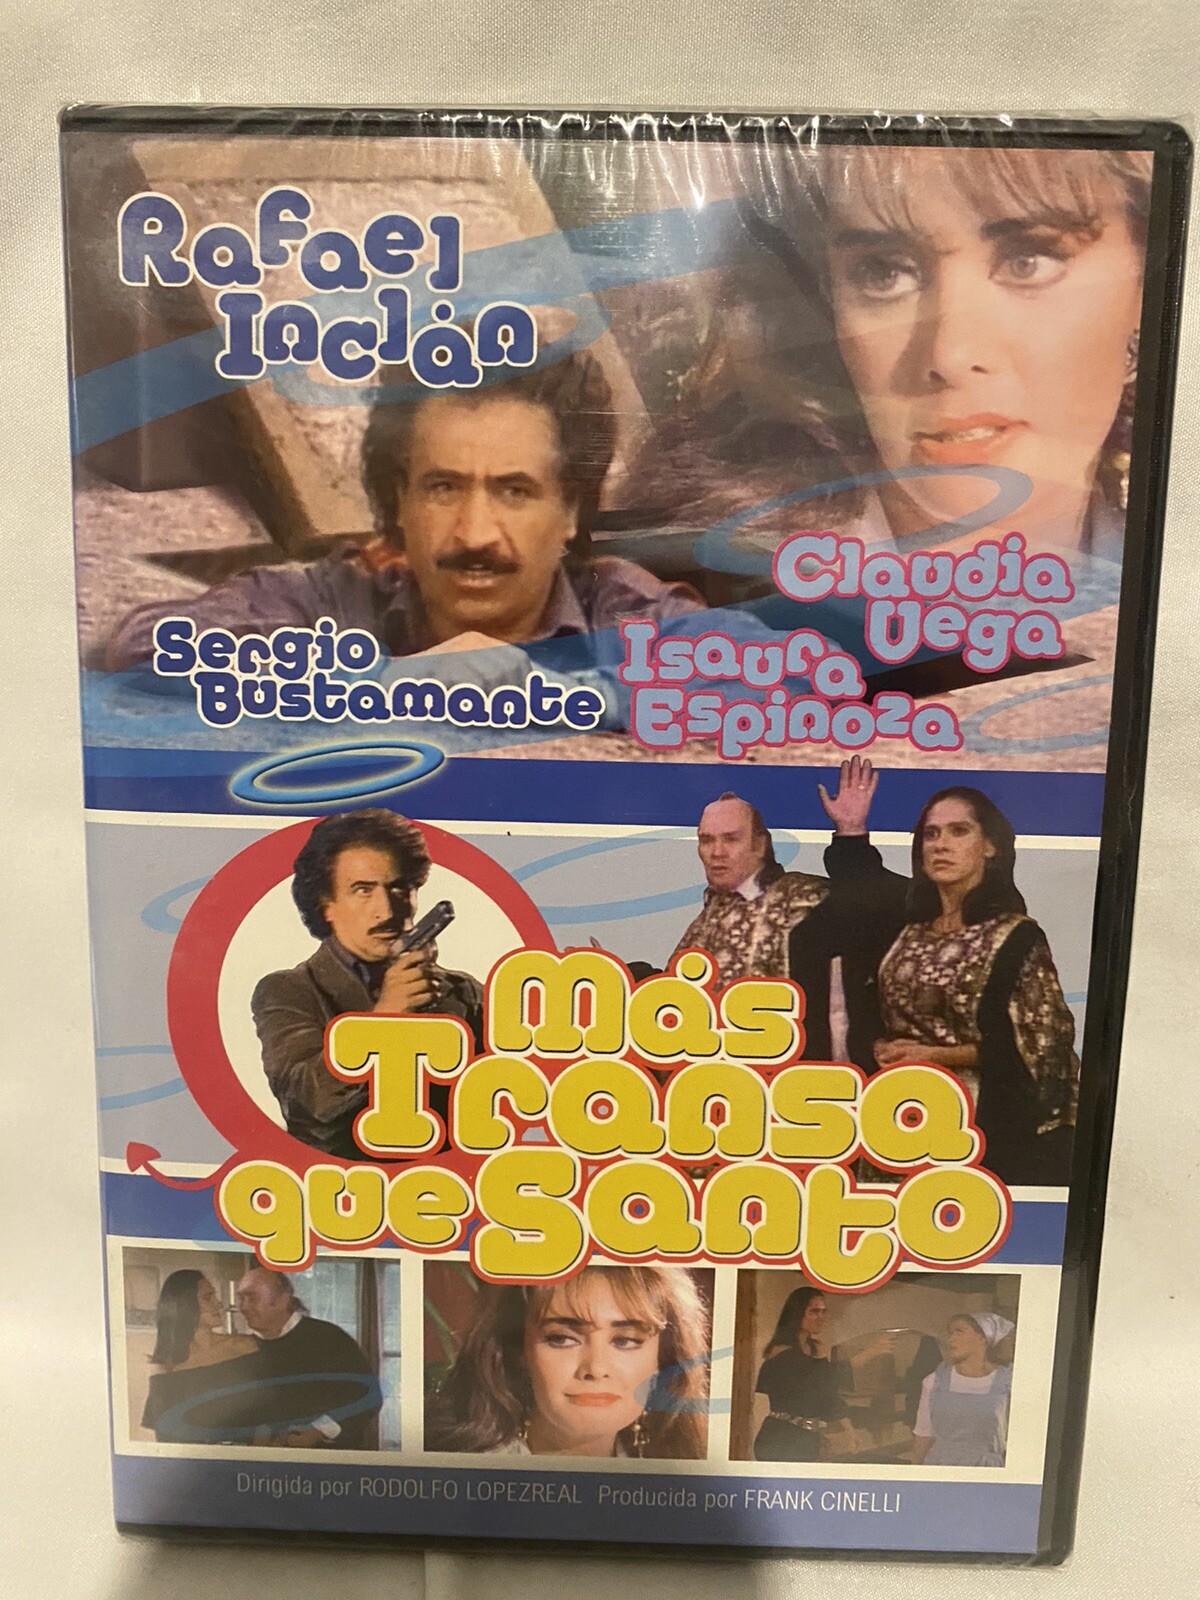 Rafael
Inclán
Claudia
Vega
Sergio
Bustamante
Isaura
Espinoza
Más
Transa
que Santo
Dirigida por RODOLFO LOPEZREAL Producida por FRANK CINELLI